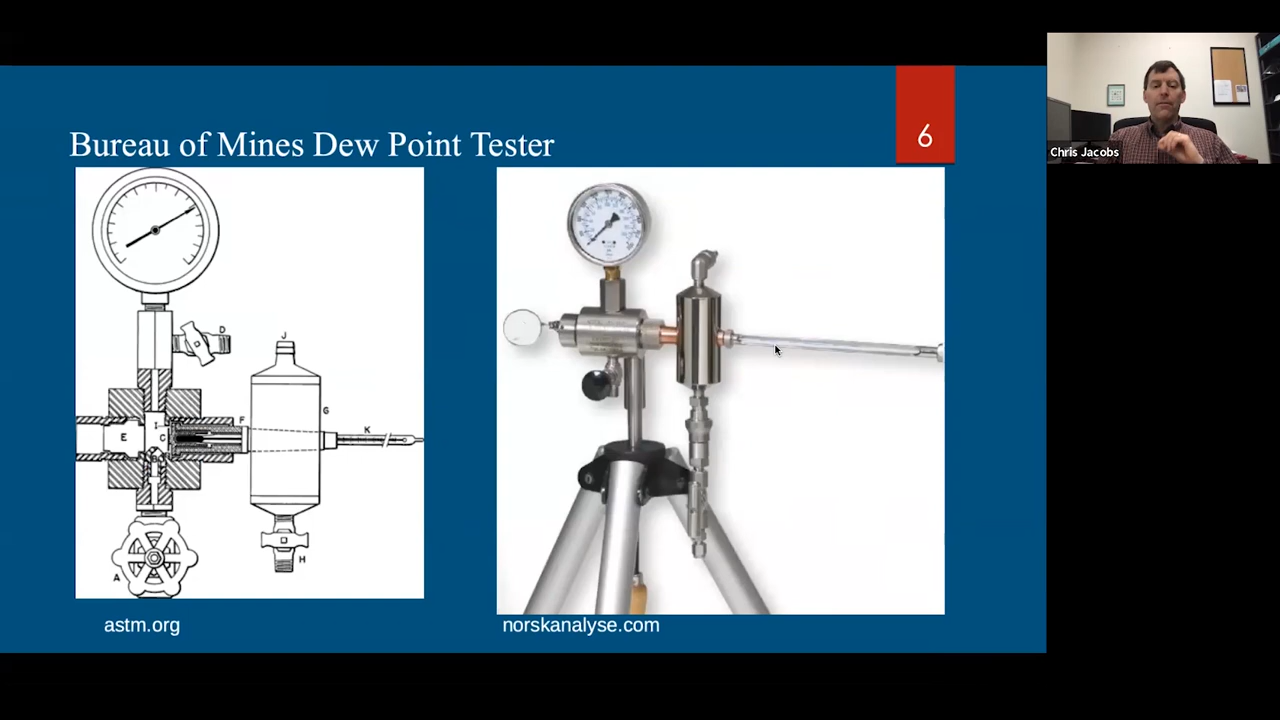 Bureau of Mines Dew Point Tester
6
Chris Jacobs
D
J
G
F
K
E
I
C
B
A
H
astm.org
norskanalyse.com